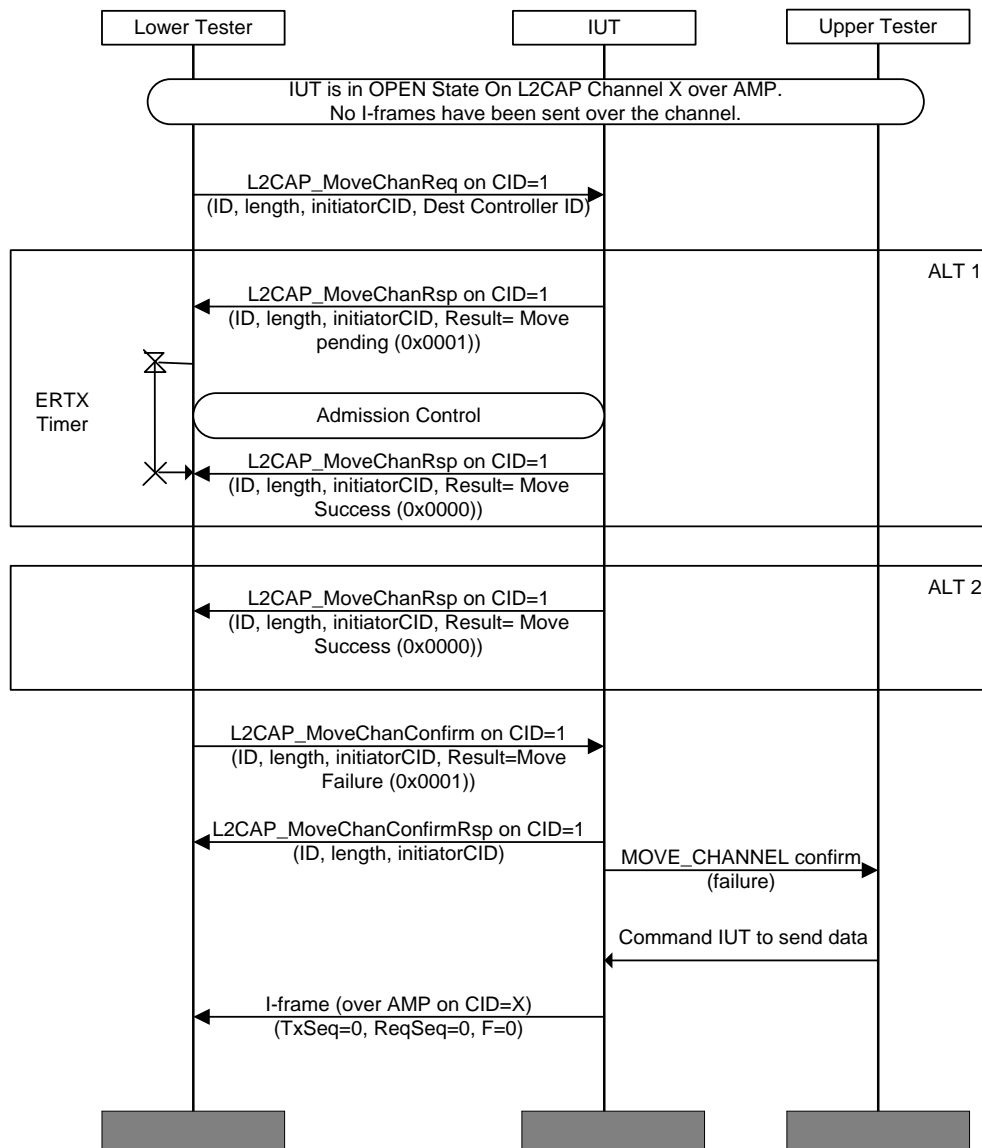 Lower Tester
IUT
Upper Tester
IUT is in OPEN State On L2CAP Channel X over AMP.
No I-frames have been sent over the channel.
L2CAP_MoveChanReq on CID=1
(ID, length, initiatorCID, Dest Controller ID)
ALT 1
L2CAP_MoveChanRsp on CID=1
(ID, length, initiatorCID, Result= Move
pending (0x0001))
ERTX
Timer
Admission Control
L2CAP_MoveChanRsp on CID=1
(ID, length, initiatorCID, Result= Move
Success (0x0000))
ALT 2
L2CAP_MoveChanRsp on CID=1
(ID, length, initiatorCID, Result= Move
Success (0x0000))
L2CAP_MoveChanConfirm on CID=1
(ID, length, initiatorCID, Result=Move
Failure (0x0001))
L2CAP_MoveChanConfirmRsp on CID=1
(ID, length, initiatorCID)
MOVE_CHANNEL confirm
(failure)
Command IUT to send data
I-frame (over AMP on CID=X)
(TxSeq=0, ReqSeq=0, F=0)